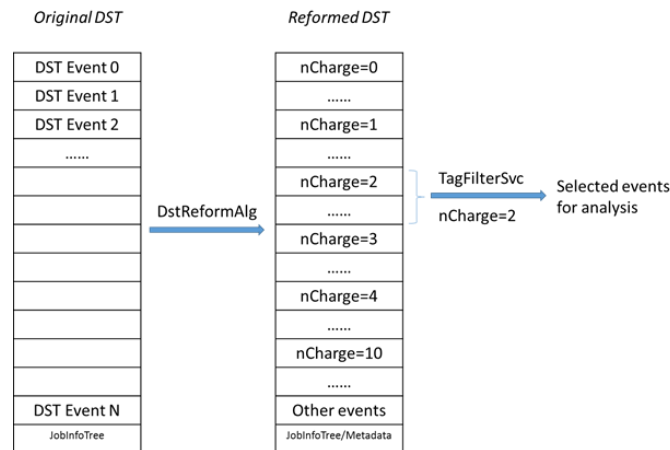 Original DST
Reformed DST
DST Event 0
DST Event 1
DST Event 2
......
DST Event N
JobInfoTree
DstReformAlg
nCharge=0
......
nCharge=1
......
nCharge=2
......
nCharge=3
......
nCharge=4
......
nCharge=10
......
Other events
JobInfoTree/Metadata
TagFilterSvc
nCharge=2
Selected events
for analysis